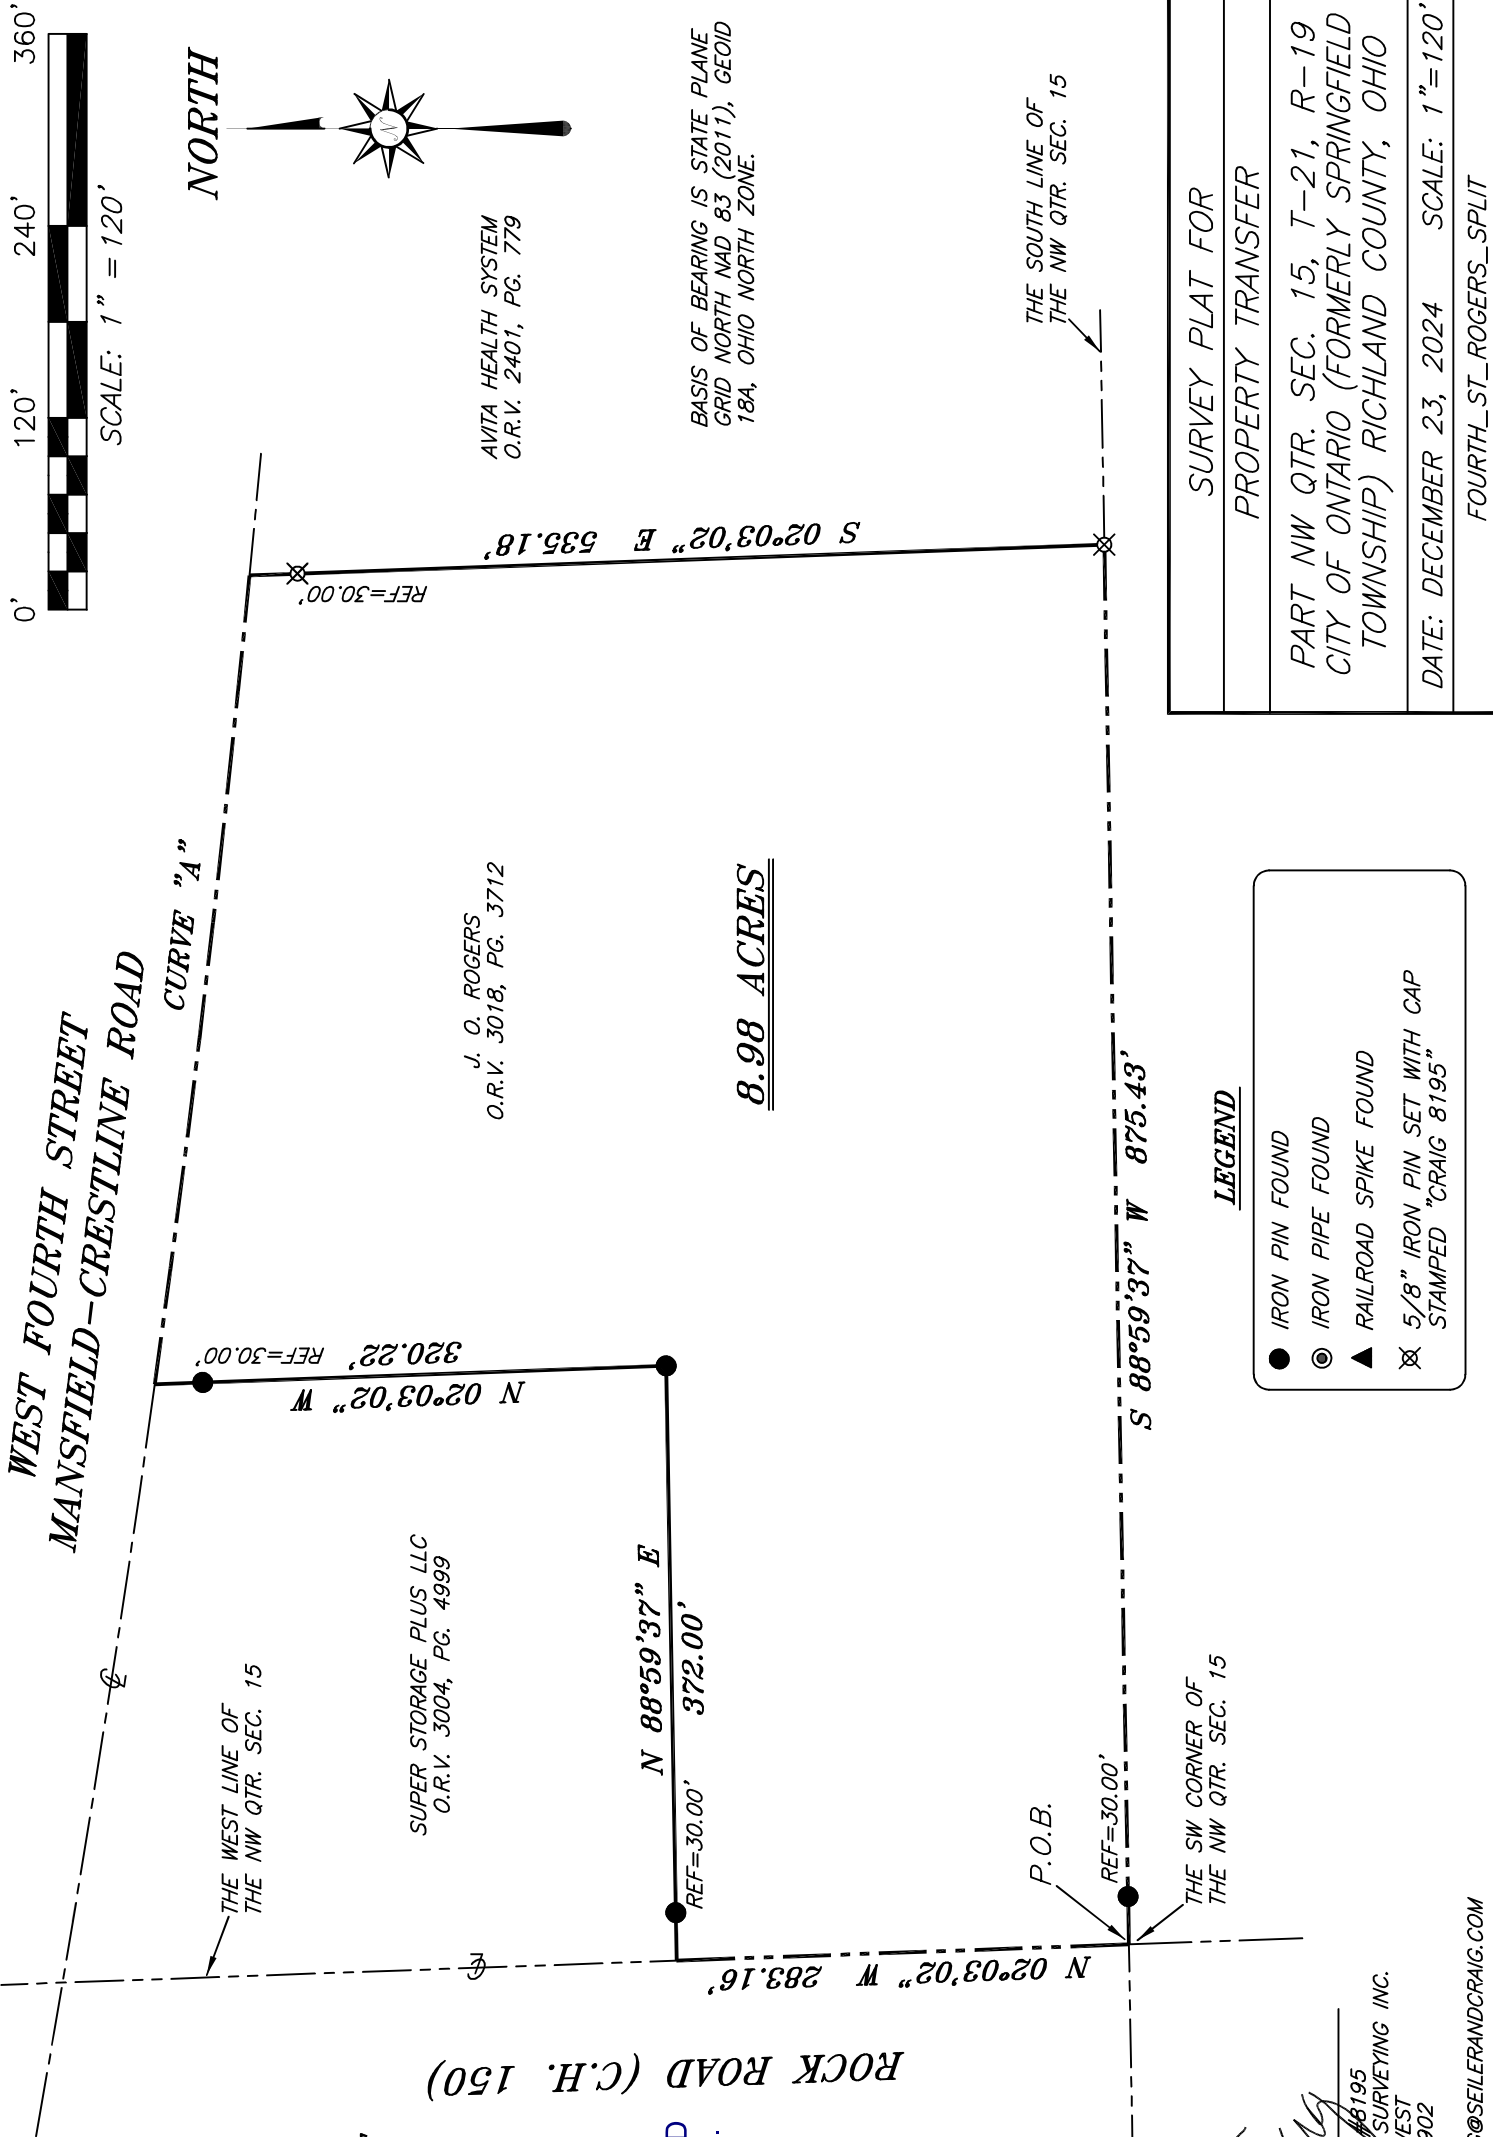 0' 120' 240' 360'
SCALE: 1" = 120'
NORTH
WEST FOURTH STREET
MANSFIELD-CRESTLINE ROAD
CURVE "A"
THE WEST LINE OF
THE NW QTR. SEC. 15
SUPER STORAGE PLUS LLC
O.R.V. 3004, PG. 4999
N 02°03'02" W
320.22'
REF=30.00'
J. O. ROGERS
O.R.V. 3018, PG. 3712
8.98 ACRES
REF=30.00'
S 02°03'02" E 535.18'
AVITA HEALTH SYSTEM
O.R.V. 2401, PG. 779
BASIS OF BEARING IS STATE PLANE
GRID NORTH NAD 83 (2011), GEOID
18A, OHIO NORTH ZONE.
N 88°59'37" E
372.00'
REF=30.00'
ROCK ROAD (C.H. 150)
N 02°03'02" W 283.16'
P.O.B.
REF=30.00'
THE SW CORNER OF
THE NW QTR. SEC. 15
S 88°59'37" W 875.43'
THE SOUTH LINE OF
THE NW QTR. SEC. 15
LEGEND
IRON PIN FOUND
IRON PIPE FOUND
RAILROAD SPIKE FOUND
5/8" IRON PIN SET WITH CAP
STAMPED "CRAIG 8195"
SURVEY PLAT FOR
PROPERTY TRANSFER
PART NW QTR. SEC. 15, T-21, R-19
CITY OF ONTARIO (FORMERLY SPRINGFIELD
TOWNSHIP) RICHLAND COUNTY, OHIO
DATE: DECEMBER 23, 2024 SCALE: 1"=120'
FOURTH_ST_ROGERS_SPLIT
#8195
SURVEYING INC.
EST
902
@SEILERANDCRAIG.COM